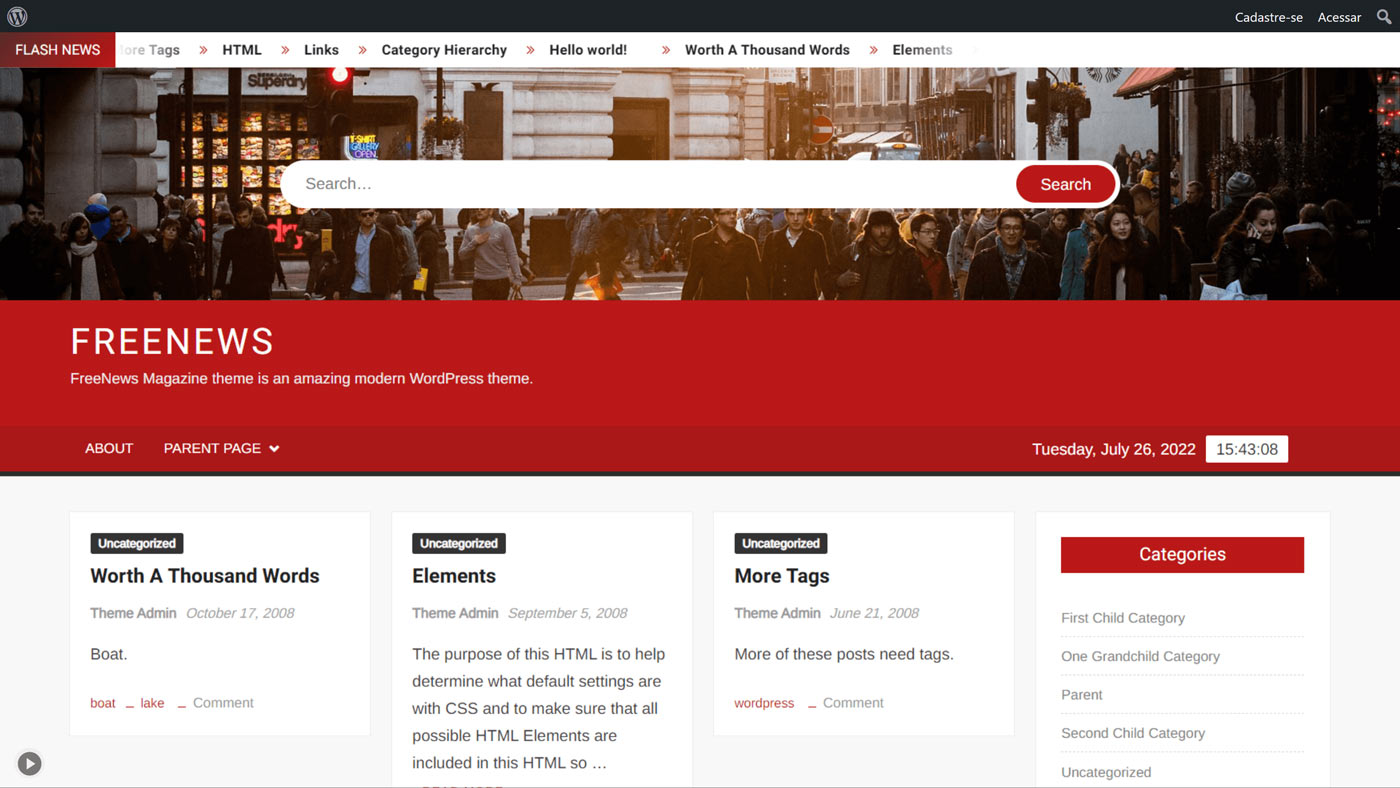 Cadastre-se Acessar
FLASH NEWS
ore Tags » HTML » Links » Category Hierarchy » Hello world! » Worth A Thousand Words » Elements
Superdry
T-SHIRT
GALLERY
OPEN
Search…
Search
FREENEWS
FreeNews Magazine theme is an amazing modern WordPress theme.
ABOUT PARENT PAGE
Tuesday, July 26, 2022 15:43:08
Uncategorized
Worth A Thousand Words
Theme Admin October 17, 2008
Boat.
boat _ lake _ Comment
Uncategorized
Elements
Theme Admin September 5, 2008
The purpose of this HTML is to help
determine what default settings are
with CSS and to make sure that all
possible HTML Elements are
included in this HTML so …
Uncategorized
More Tags
Theme Admin June 21, 2008
More of these posts need tags.
wordpress _ Comment
Categories
First Child Category
One Grandchild Category
Parent
Second Child Category
Uncategorized